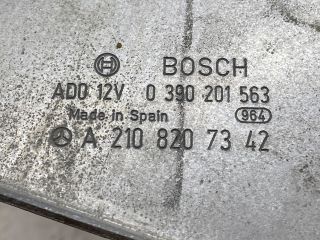 BOSCH
ADD 12V 0 390 201 563
Made in Spain 964
A 210 820 73 42